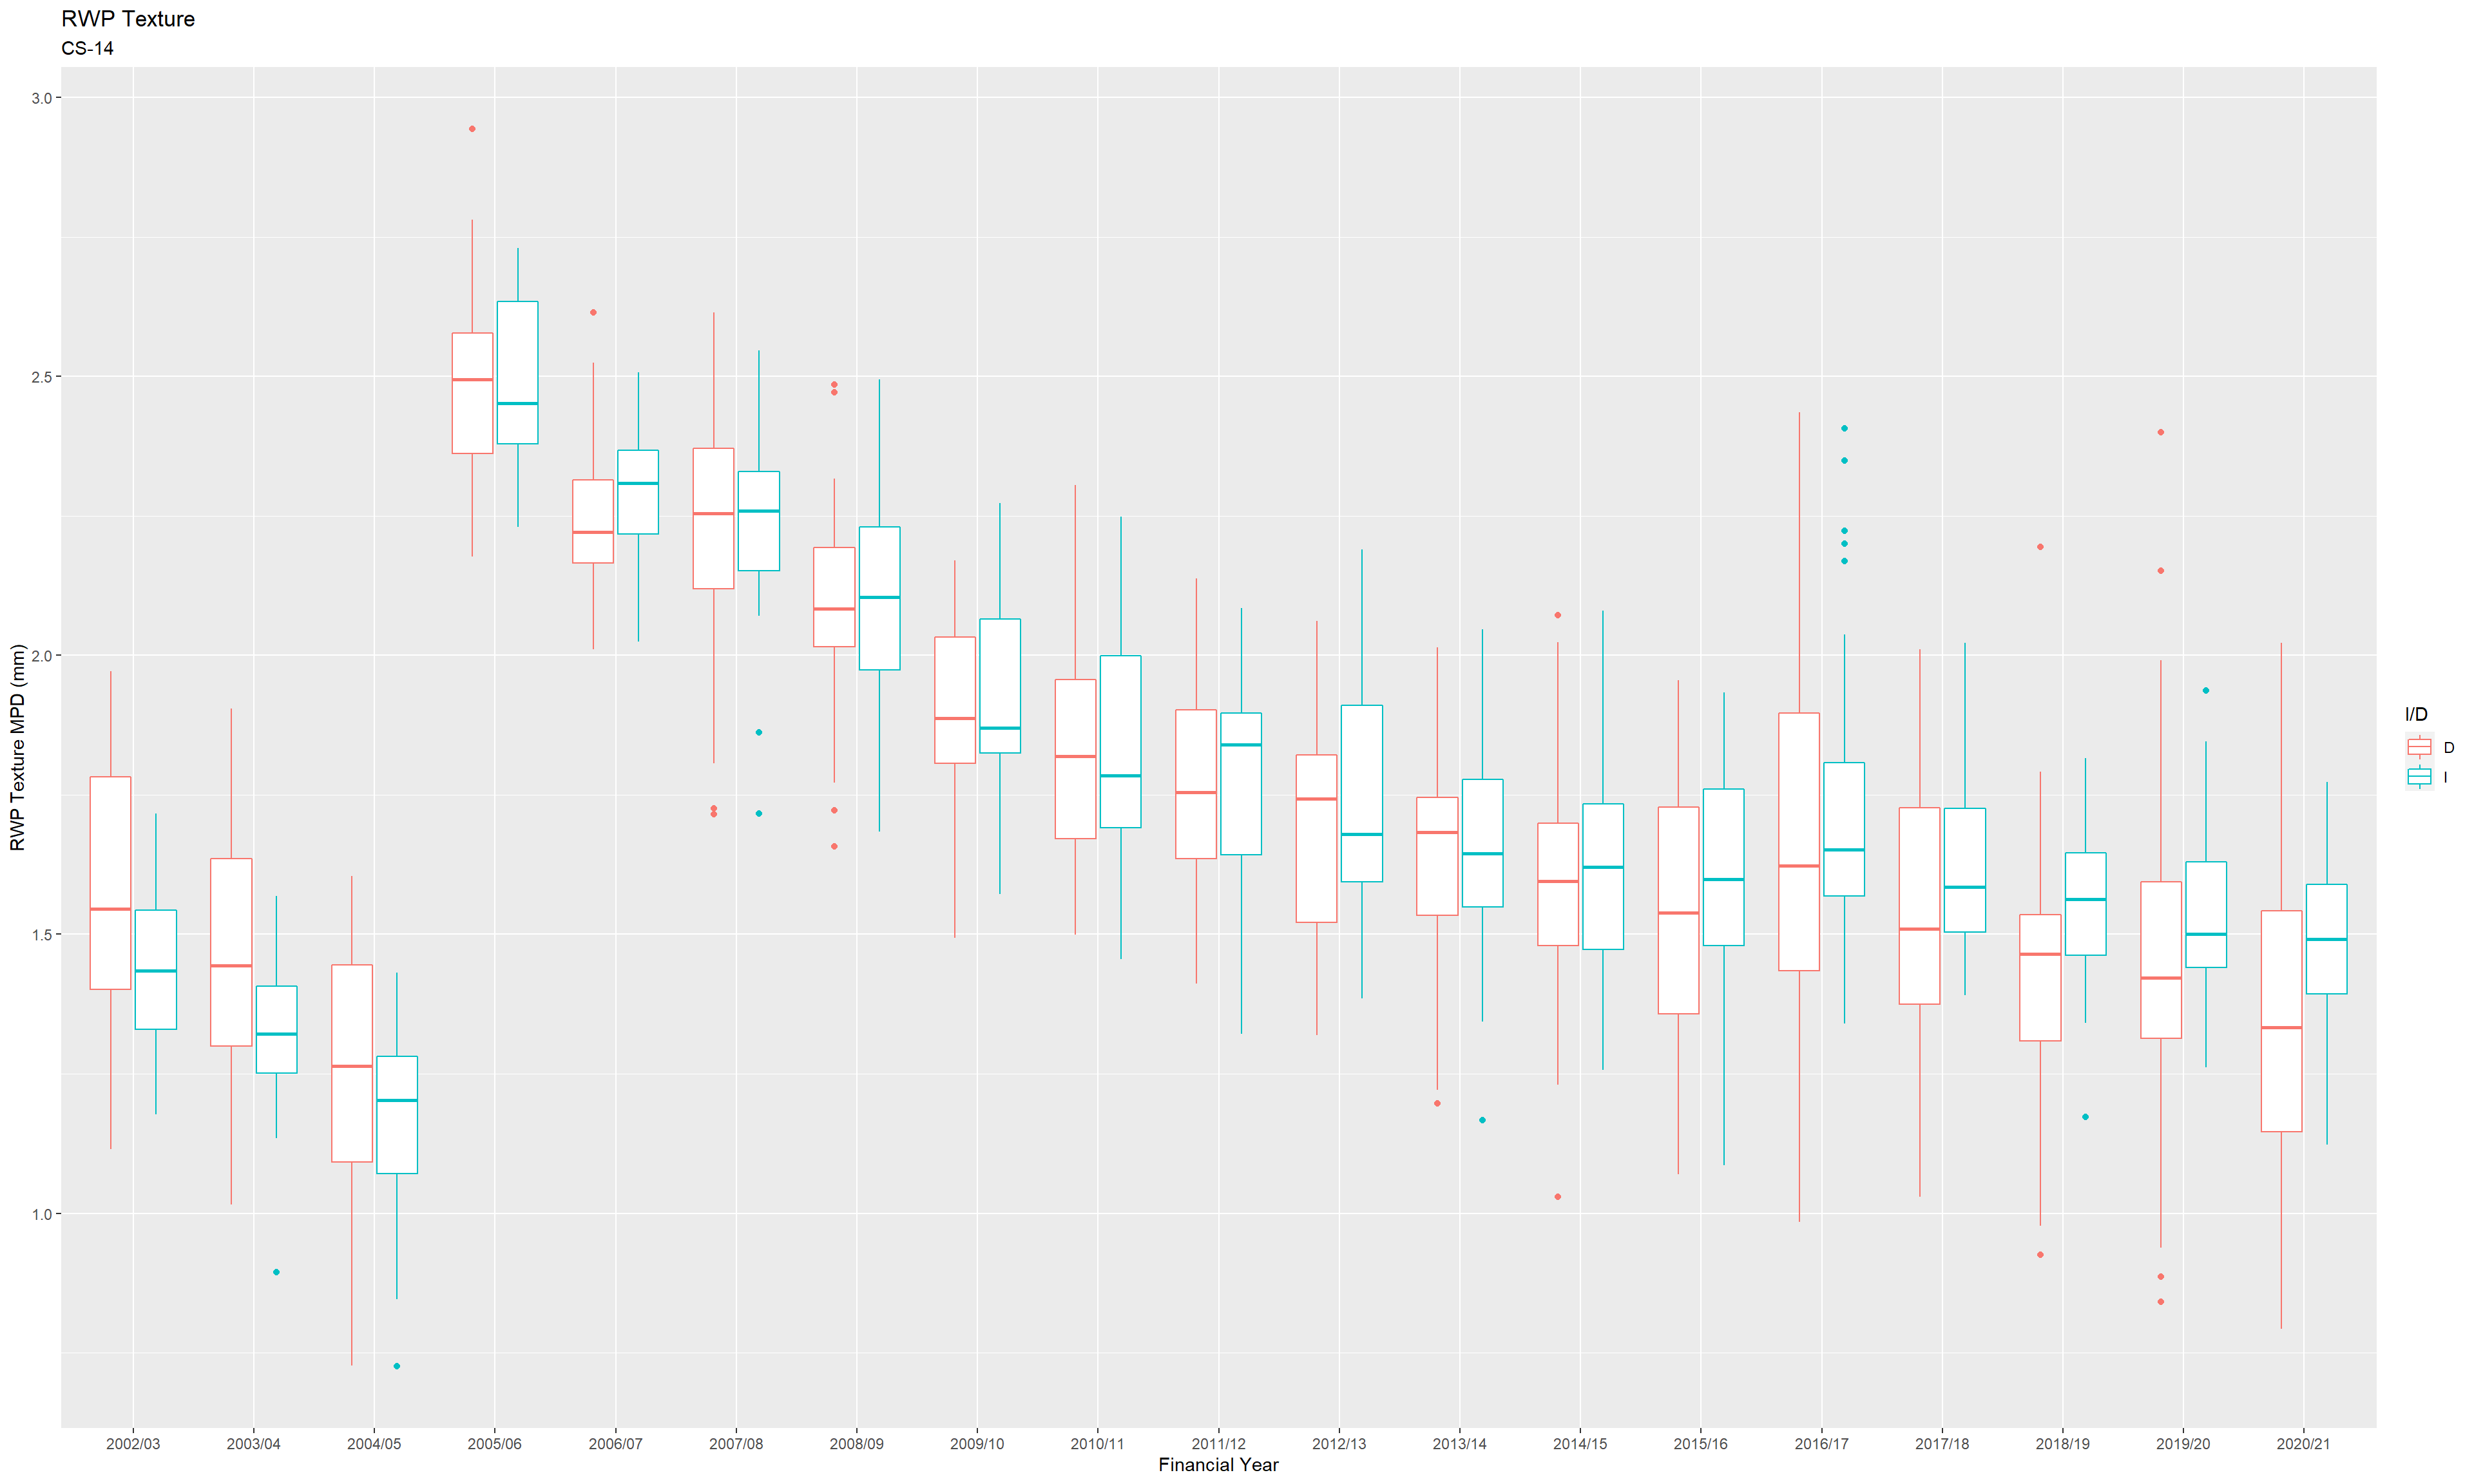 RWP Texture
CS-14
RWP Texture MPD (mm)
3.0
2.5
2.0
1.5
1.0
2002/03 2003/04 2004/05 2005/06 2006/07 2007/08 2008/09 2009/10 2010/11 2011/12 2012/13 2013/14 2014/15 2015/16 2016/17 2017/18 2018/19 2019/20 2020/21
Financial Year
I/D
D
I